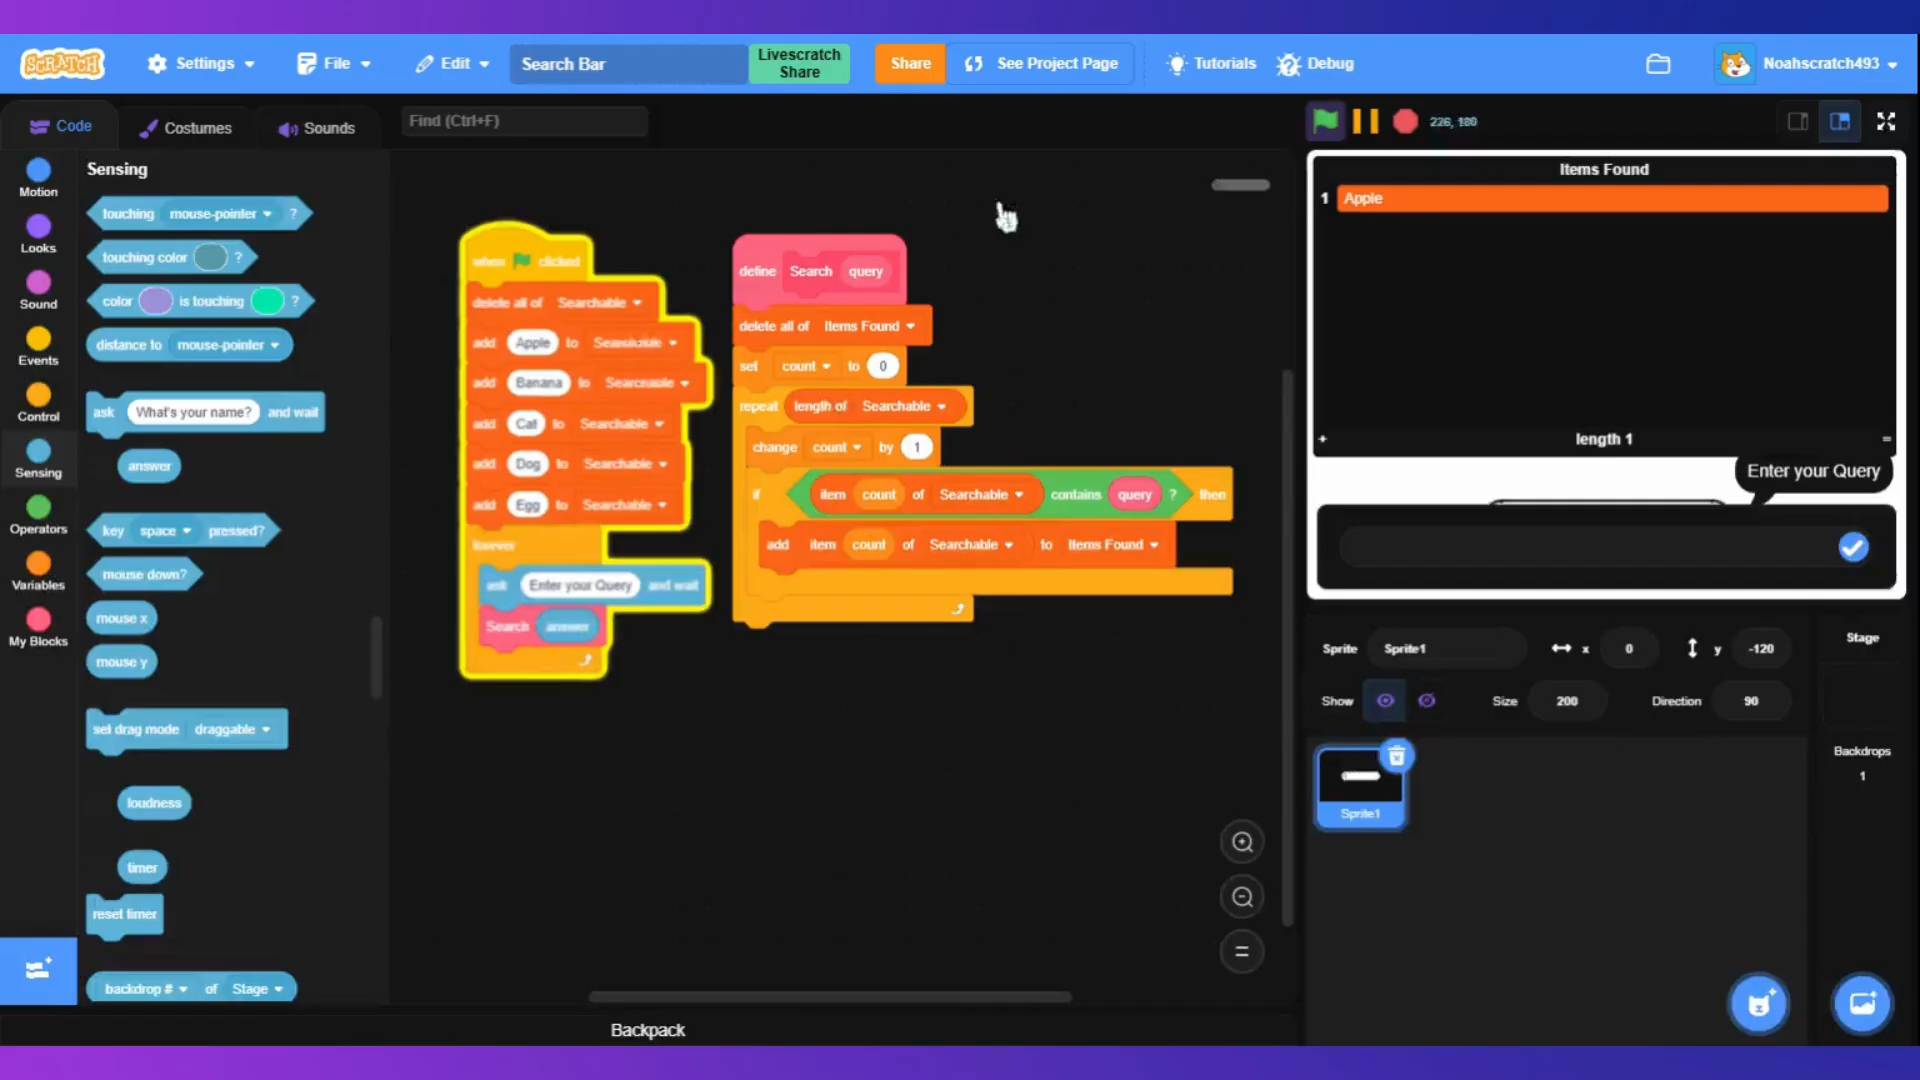 SCRATCH
Settings
File
Edit
Search Bar
Livescratch
Share
Share
See Project Page
Tutorials
Debug
Noahscratch493
Code
Costumes
Sounds
Find (Ctrl+F)
226, 180
Motion
Looks
Sound
Events
Control
Sensing
Operators
Variables
My Blocks
Sensing
touching mouse-pointer ?
touching color ?
color is touching ?
distance to mouse-pointer
ask What's your name? and wait
answer
key space pressed?
mouse down?
mouse x
mouse y
set drag mode draggable
loudness
timer
reset timer
backdrop # of Stage
when clicked
delete all of Searchable
add Apple to Searchable
add Banana to Searchable
add Cat to Searchable
add Dog to Searchable
add Egg to Searchable
forever
ask Enter your Query and wait
Search answer
define Search query
delete all of Items Found
set count to 0
repeat length of Searchable
change count by 1
if item count of Searchable contains query ? then
add item count of Searchable to Items Found
Items Found
1 Apple
+ length 1 =
Enter your Query
Sprite Sprite1 x 0 y -120
Show Size 200 Direction 90
Sprite1
Stage
Backdrops
1
Backpack